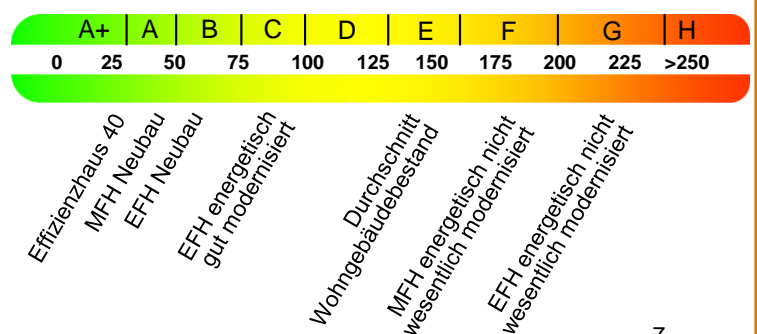 A+ A B C D E F G H
0 25 50 75 100 125 150 175 200 225 >250
Effizienzhaus 40
MFH Neubau
EFH Neubau
EFH energetisch
gut modernisiert
Durchschnitt
Wohngebäudebestand
MFH energetisch nicht
wesentlich modernisiert
EFH energetisch nicht
wesentlich modernisiert
7